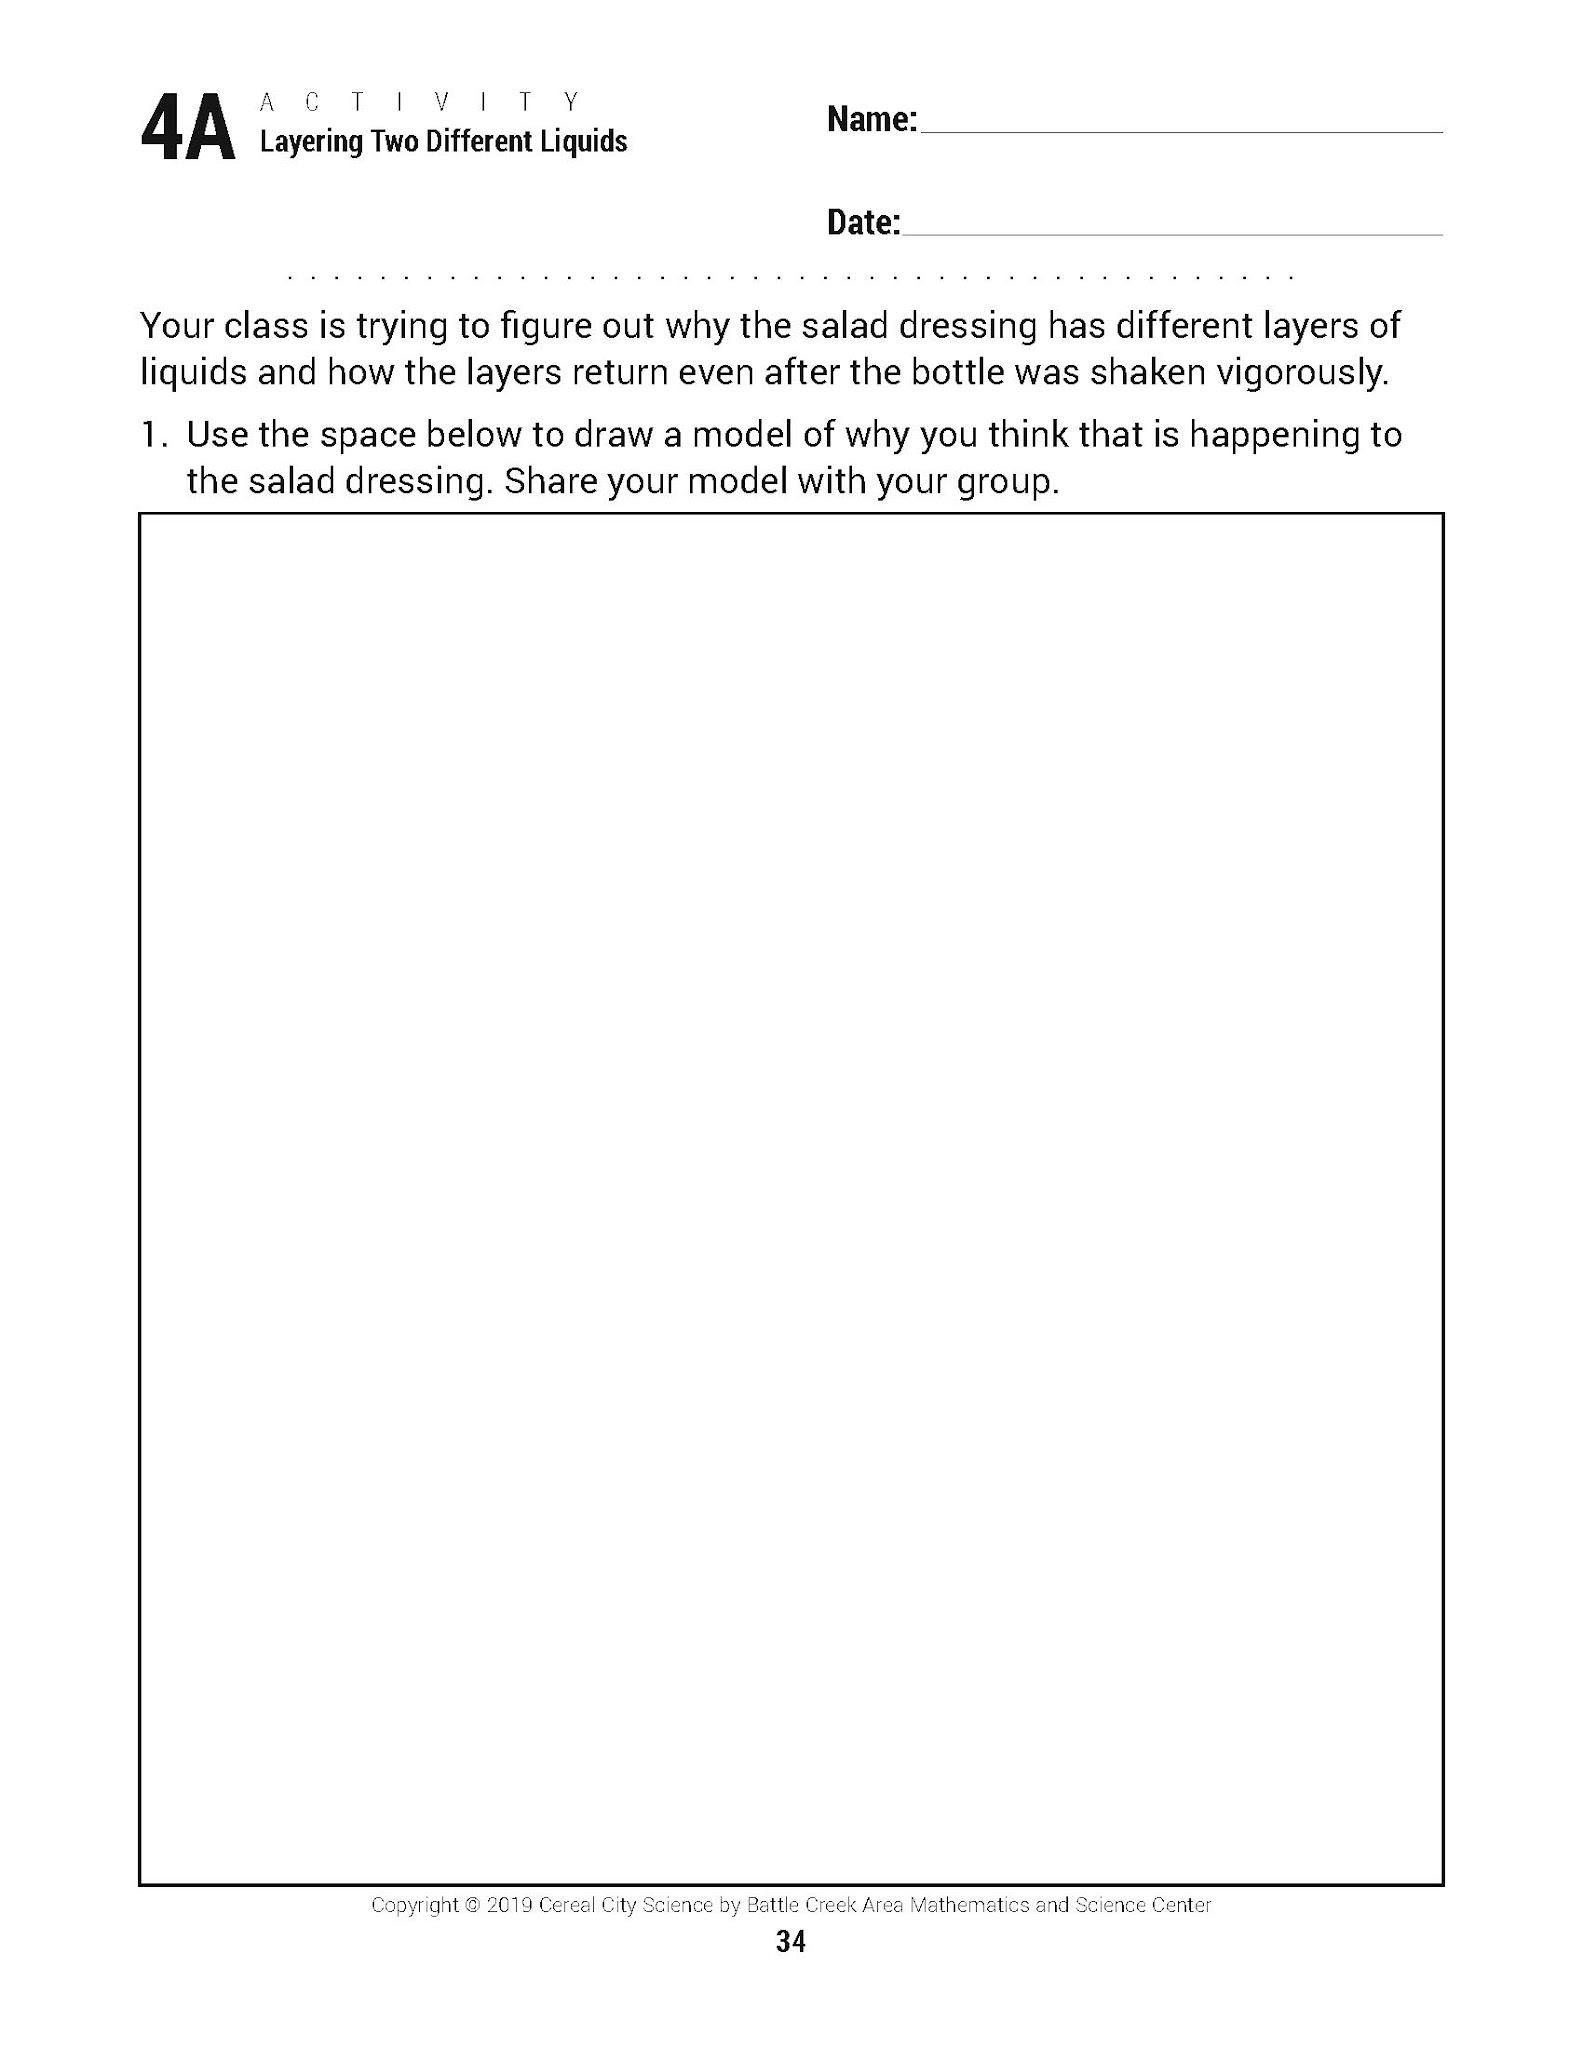 4A ACTIVITY
Layering Two Different Liquids
Name:
Date:
Your class is trying to figure out why the salad dressing has different layers of
liquids and how the layers return even after the bottle was shaken vigorously.
1. Use the space below to draw a model of why you think that is happening to
the salad dressing. Share your model with your group.
Copyright © 2019 Cereal City Science by Battle Creek Area Mathematics and Science Center
34